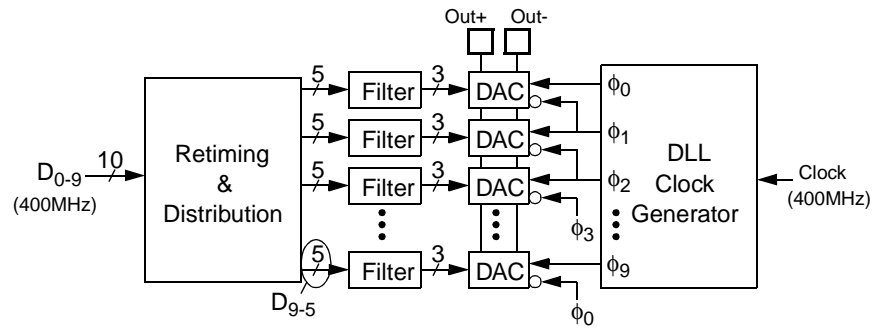 Out+ Out-
5 Filter 3 DAC ϕ0
5 Filter 3 DAC ϕ1
D0-9 10 (400MHz)
Retiming
&
Distribution
5 Filter 3 DAC ϕ2
DLL
Clock
Generator
Clock
(400MHz)
ϕ3
5 Filter 3 DAC ϕ9
D9-5
ϕ0